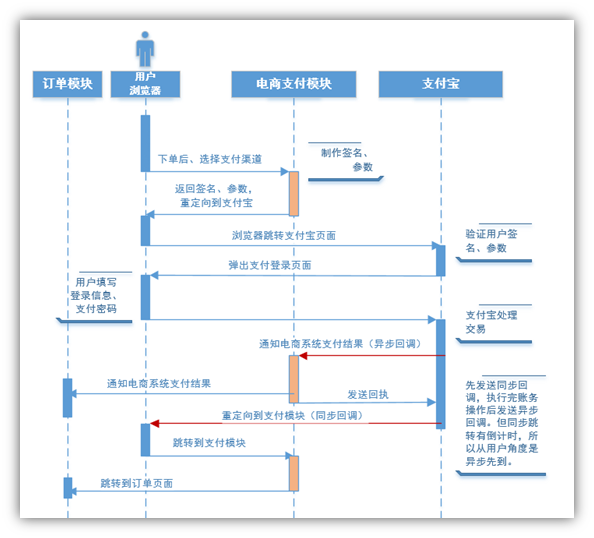 订单模块
用户
浏览器
电商支付模块
支付宝
下单后、选择支付渠道
制作签名、
参数
返回签名、参数，
重定向到支付宝
浏览器跳转支付宝页面
验证用户签
名、参数
弹出支付登录页面
用户填写
登录信息、
支付密码
支付宝处理
交易
通知电商系统支付结果（异步回调）
通知电商系统支付结果
发送回执
先发送同步回
调，执行完账务
操作后发送异步
回调。但同步跳
转有倒计时，所
以从用户角度是
异步先到。
重定向到支付模块（同步回调）
跳转到支付模块
跳转到订单页面